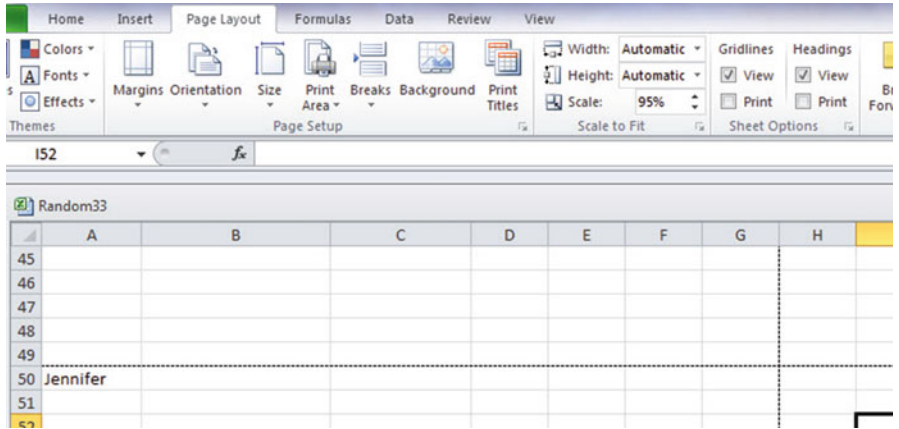 Home Insert Page Layout Formulas Data Review View
Colors Width: Automatic Gridlines Headings
A Fonts Height: Automatic View View
Effects Margins Orientation Size Print Area Breaks Background Print Titles Scale: 95% Print Print
Themes Page Setup Scale to Fit Sheet Options
I52 fx
Random33
A B C D E F G H
45
46
47
48
49
50 Jennifer
51
52